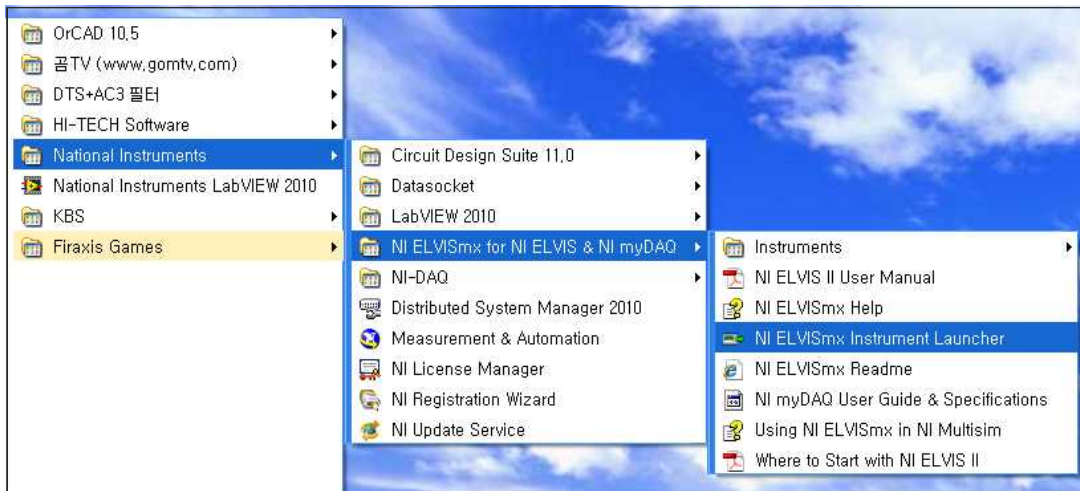 OrCAD 10,5
곰TV (www,gomtv,com)
DTS+AC3 필터
HI-TECH Software
National Instruments
National Instruments LabVIEW 2010
KBS
Firaxis Games
Circuit Design Suite 11,0
Datasocket
LabVIEW 2010
NI ELVISmx for NI ELVIS & NI myDAQ
NI-DAQ
Distributed System Manager 2010
Measurement & Automation
NI License Manager
NI Registration Wizard
NI Update Service
Instruments
NI ELVIS II User Manual
NI ELVISmx Help
NI ELVISmx Instrument Launcher
NI ELVISmx Readme
NI myDAQ User Guide & Specifications
Using NI ELVISmx in NI Multisim
Where to Start with NI ELVIS II